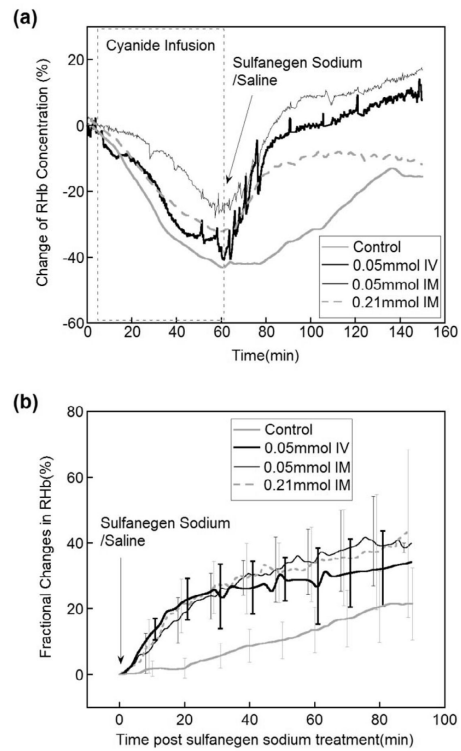 (a)
Cyanide Infusion
Sulfanegen Sodium
/Saline
Change of RHb Concentration (%)
20
0
-20
-40
-60
Control
0.05mmol IV
0.05mmol IM
0.21mmol IM
0 20 40 60 80 100 120 140 160
Time(min)
(b)
Fractional Changes in RHb(%)
80
60
40
20
0
Control
0.05mmol IV
0.05mmol IM
0.21mmol IM
Sulfanegen Sodium
/Saline
0 20 40 60 80 100
Time post sulfanegen sodium treatment(min)